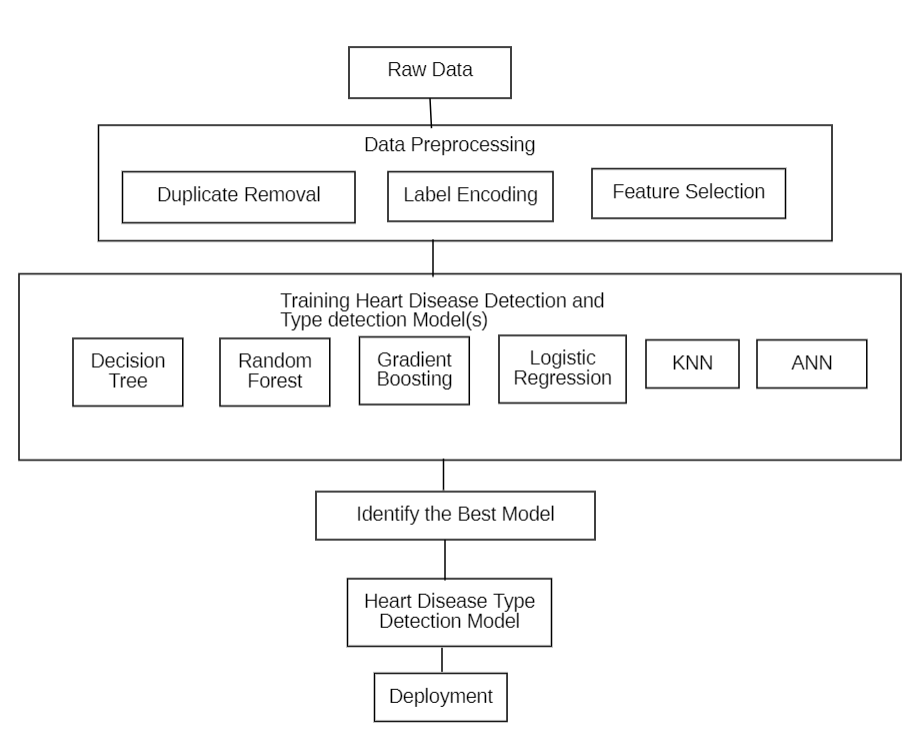 Raw Data
Data Preprocessing
Duplicate Removal
Label Encoding
Feature Selection
Training Heart Disease Detection and
Type detection Model(s)
Decision
Tree
Random
Forest
Gradient
Boosting
Logistic
Regression
KNN
ANN
Identify the Best Model
Heart Disease Type
Detection Model
Deployment